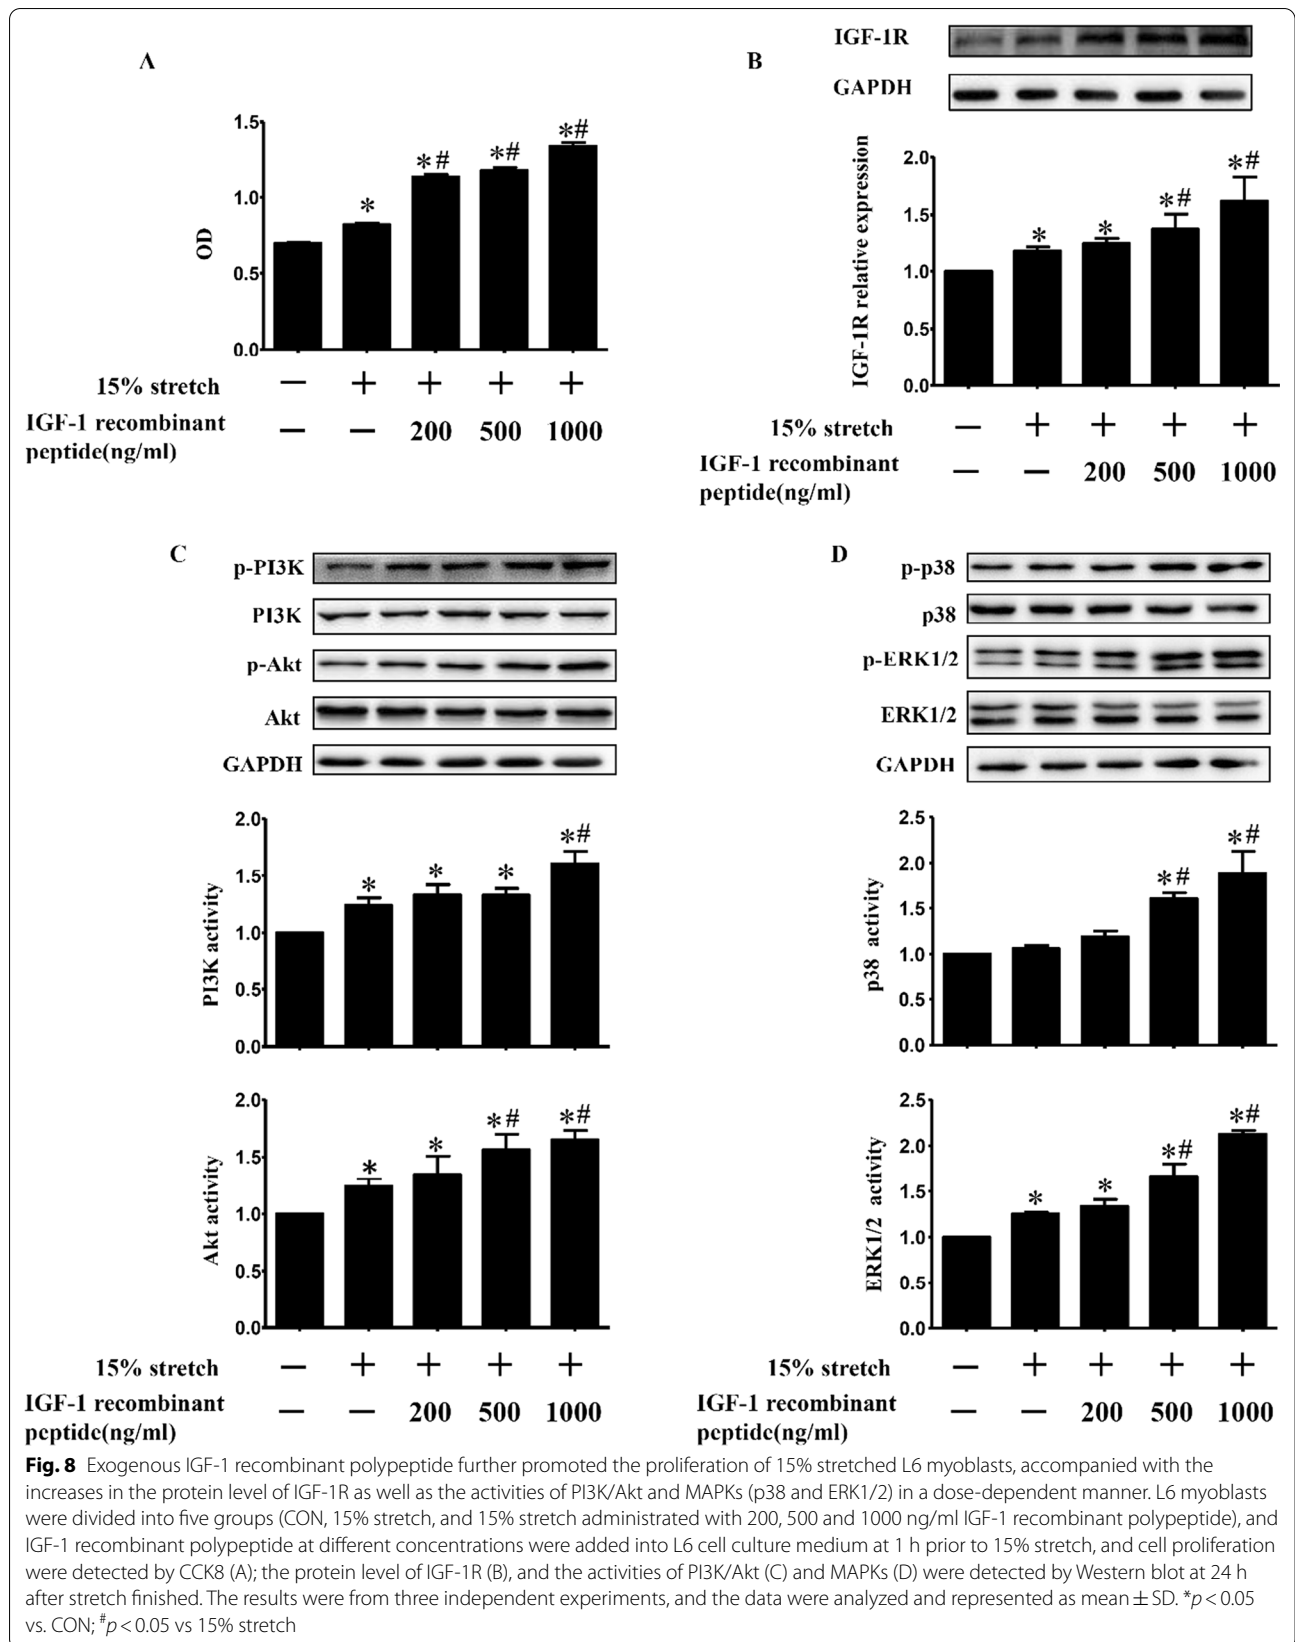 A
1.5
1.0
0.5
0.0
OD
*
*#
*#
*#
15% stretch — + + + +
IGF-1 recombinant
peptide(ng/ml) — — 200 500 1000
B
IGF-1R
GAPDH
2.0
1.5
1.0
0.5
0.0
IGF-1R relative expression
*
*
*#
*#
15% stretch — + + + +
IGF-1 recombinant
peptide(ng/ml) — — 200 500 1000
C
p-PI3K
PI3K
p-Akt
Akt
GAPDH
2.0
1.5
1.0
0.5
0.0
PI3K activity
*
*
*
*#
2.0
1.5
1.0
0.5
0.0
Akt activity
*
*
*#
*#
15% stretch — + + + +
IGF-1 recombinant
peptide(ng/ml) — — 200 500 1000
D
p-p38
p38
p-ERK1/2
ERK1/2
GAPDH
2.5
2.0
1.5
1.0
0.5
0.0
p38 activity
*#
*#
2.5
2.0
1.5
1.0
0.5
0.0
ERK1/2 activity
*
*
*#
*#
15% stretch — + + + +
IGF-1 recombinant
peptide(ng/ml) — — 200 500 1000
Fig. 8 Exogenous IGF-1 recombinant polypeptide further promoted the proliferation of 15% stretched L6 myoblasts, accompanied with the
increases in the protein level of IGF-1R as well as the activities of PI3K/Akt and MAPKs (p38 and ERK1/2) in a dose-dependent manner. L6 myoblasts
were divided into five groups (CON, 15% stretch, and 15% stretch administrated with 200, 500 and 1000 ng/ml IGF-1 recombinant polypeptide), and
IGF-1 recombinant polypeptide at different concentrations were added into L6 cell culture medium at 1 h prior to 15% stretch, and cell proliferation
were detected by CCK8 (A); the protein level of IGF-1R (B), and the activities of PI3K/Akt (C) and MAPKs (D) were detected by Western blot at 24 h
after stretch finished. The results were from three independent experiments, and the data were analyzed and represented as mean ± SD. *p < 0.05
vs. CON; #p < 0.05 vs 15% stretch